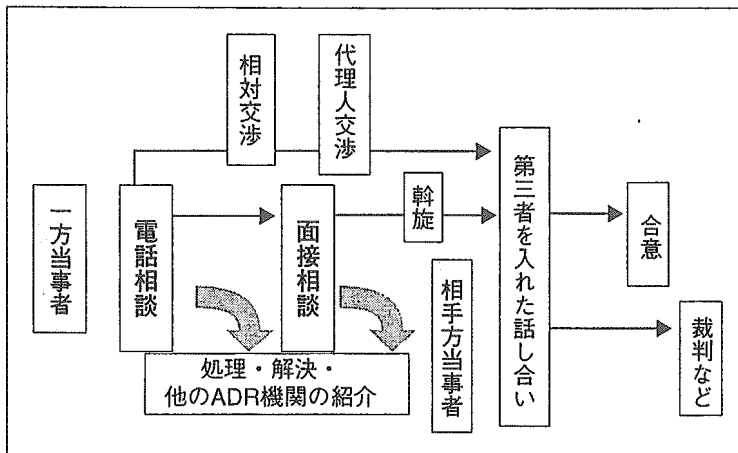 相対交渉
代理人交渉
一方当事者
電話相談
面接相談
斡旋
相手方当事者
第三者を入れた話し合い
合意
裁判など
処理・解決・
他のADR機関の紹介